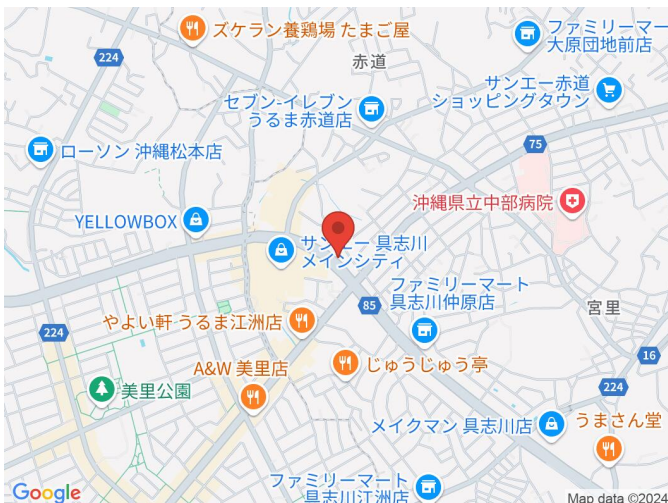 ズケラン養鶏場 たまご屋
ファミリーマー
大原団地前店
224
赤道
サンエー赤道
ショッピングタウン
セブン-イレブン
うるま赤道店
ローソン 沖縄松本店
75
沖縄県立中部病院
YELLOWBOX
サンエー 具志川
メインシティ
ファミリーマート
具志川仲原店
85
宮里
やよい軒 うるま江洲店
224
16
A&W 美里店
じゅうじゅう亭
224
美里公園
メイクマン 具志川店
うまさん堂
ファミリーマート
具志川江洲店
Google
Map data ©2024